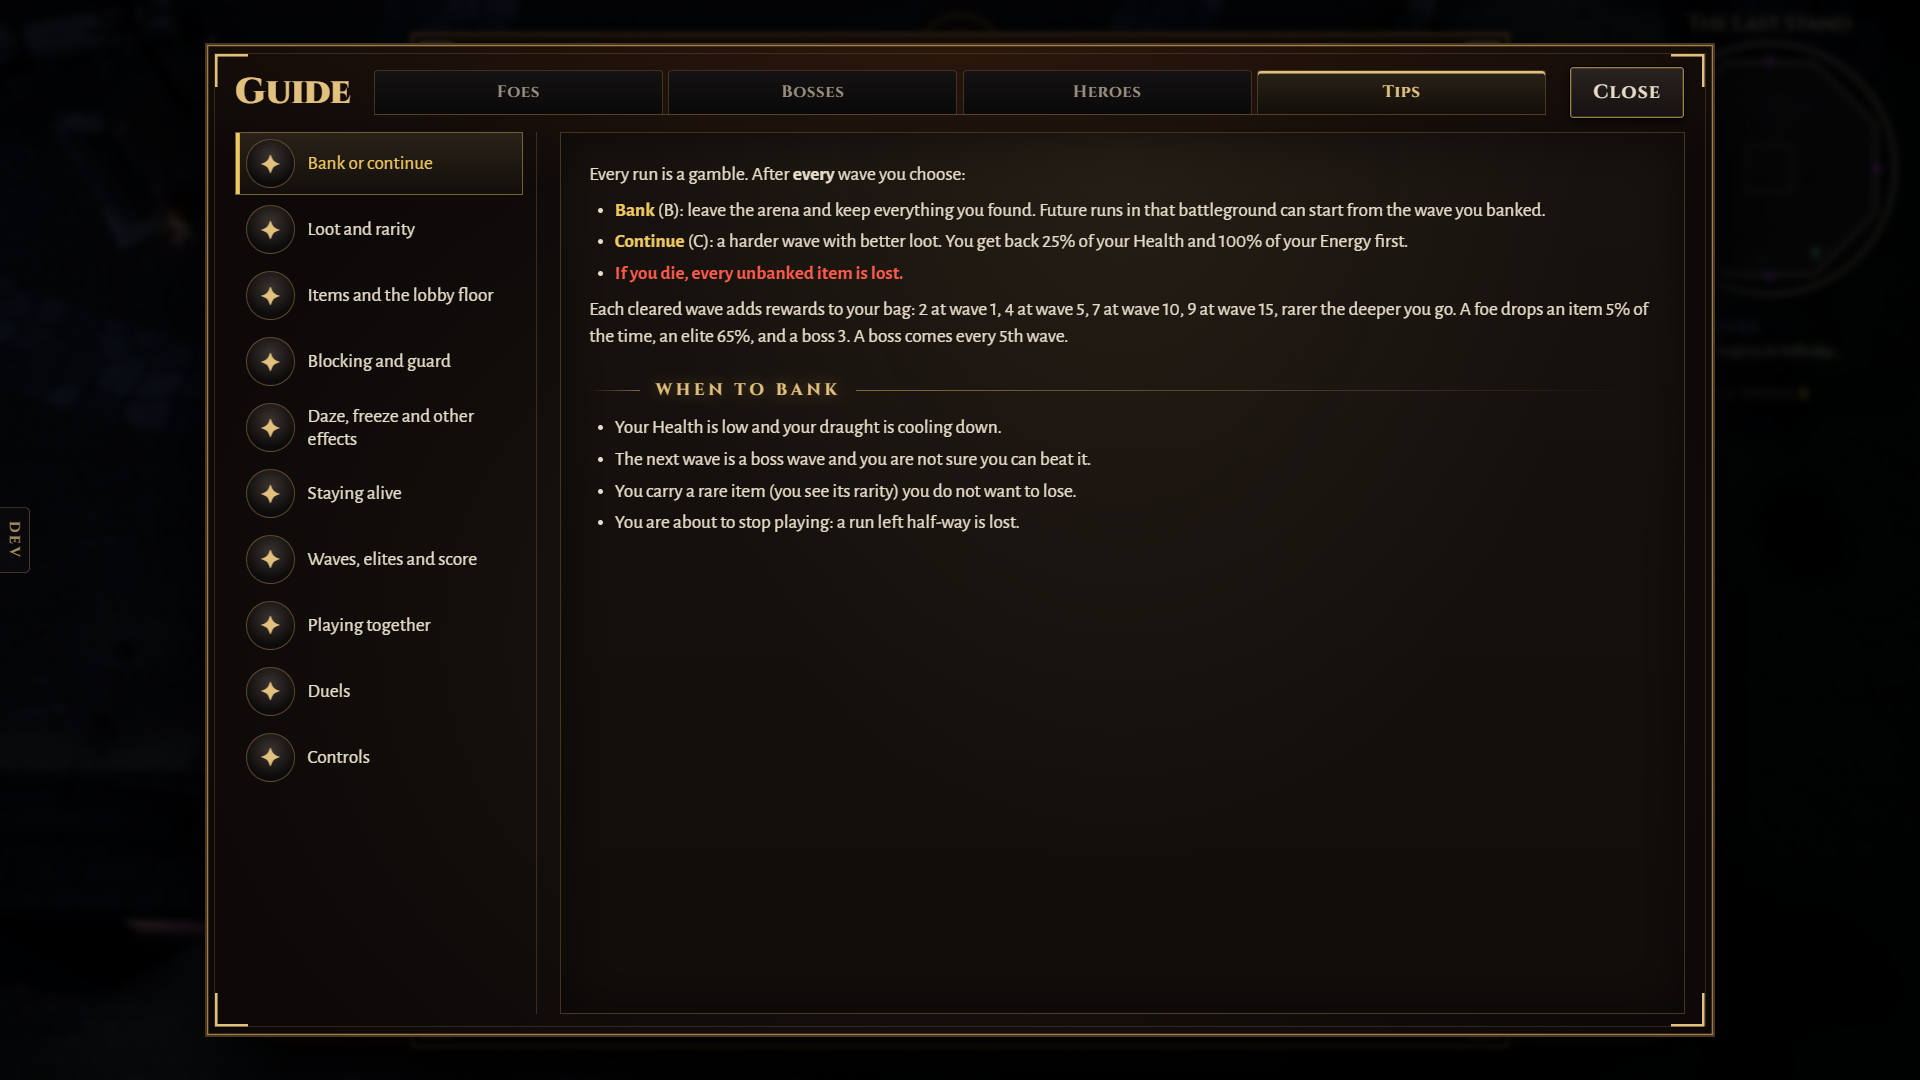 THE LAST STAND
GUIDE
FOES
BOSSES
HEROES
TIPS
CLOSE
Bank or continue
Loot and rarity
Items and the lobby floor
Blocking and guard
Daze, freeze and other
effects
Staying alive
Waves, elites and score
Playing together
Duels
Controls
DEV
Every run is a gamble. After every wave you choose:
• Bank (B): leave the arena and keep everything you found. Future runs in that battleground can start from the wave you banked.
• Continue (C): a harder wave with better loot. You get back 25% of your Health and 100% of your Energy first.
• If you die, every unbanked item is lost.
Each cleared wave adds rewards to your bag: 2 at wave 1, 4 at wave 5, 7 at wave 10, 9 at wave 15, rarer the deeper you go. A foe drops an item 5% of
the time, an elite 65%, and a boss 3. A boss comes every 5th wave.
WHEN TO BANK
• Your Health is low and your draught is cooling down.
• The next wave is a boss wave and you are not sure you can beat it.
• You carry a rare item (you see its rarity) you do not want to lose.
• You are about to stop playing: a run left half-way is lost.